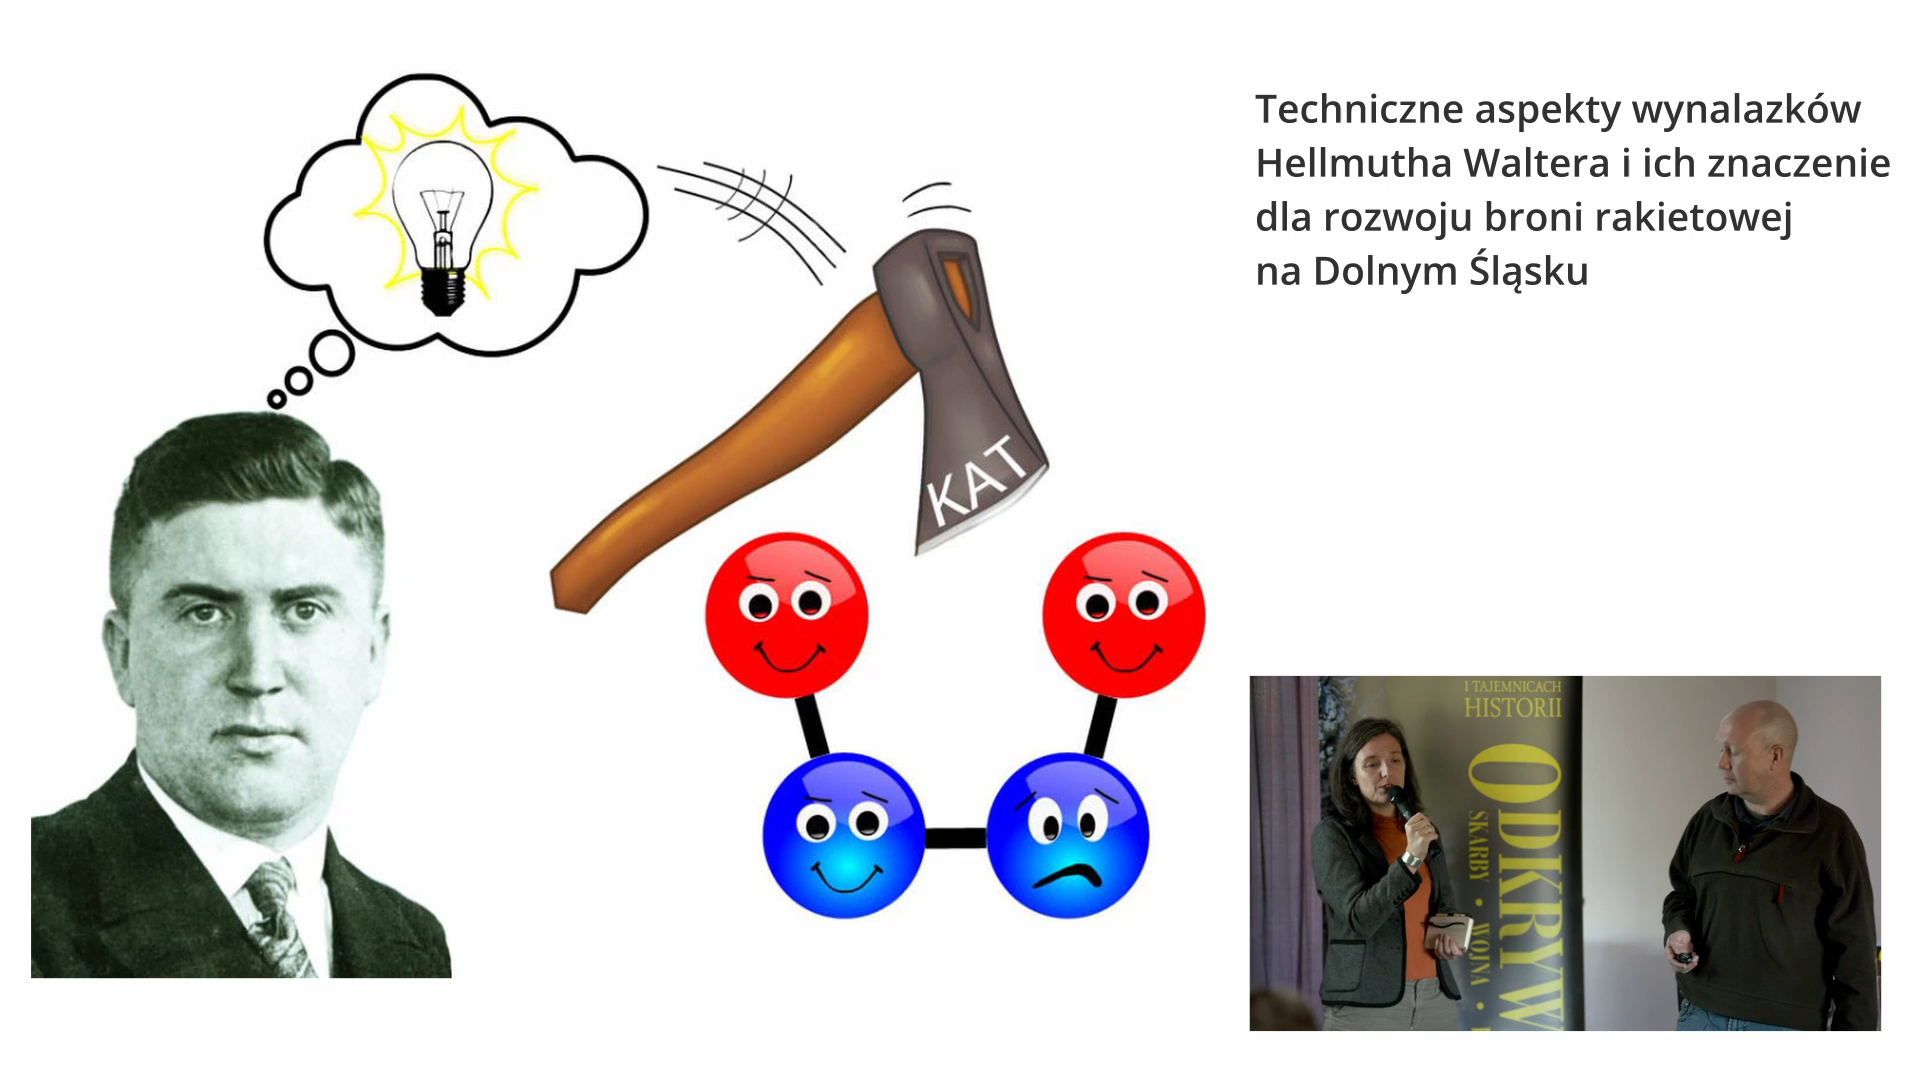 Techniczne aspekty wynalazków
Hellmutha Waltera i ich znaczenie
dla rozwoju broni rakietowej
na Dolnym Śląsku
KAT
I TAJEMNICACH
HISTORII
ODKRYW
SKARBY • WOJNA •